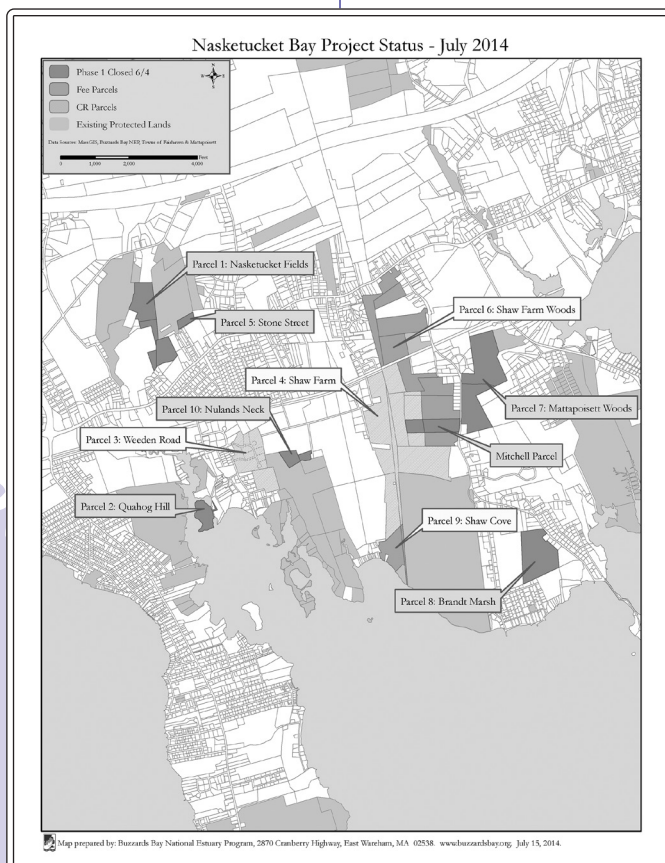 Nasketucket Bay Project Status - July 2014
Phase 1 Closed 6/4
Fee Parcels
CR Parcels
Existing Protected Lands
Data Sources: MassGIS; Buzzards Bay NEP; Towns of Fairhaven & Mattapoisett
Feet
0 1,000 2,000 4,000
Parcel 1: Nasketucket Fields
Parcel 5: Stone Street
Parcel 6: Shaw Farm Woods
Parcel 4: Shaw Farm
Parcel 10: Nulands Neck
Parcel 7: Mattapoisett Woods
Parcel 3: Weeden Road
Mitchell Parcel
Parcel 2: Quahog Hill
Parcel 9: Shaw Cove
Parcel 8: Brandt Marsh
Map prepared by: Buzzards Bay National Estuary Program, 2870 Cranberry Highway, East Wareham, MA 02538. www.buzzardsbay.org. July 15, 2014.